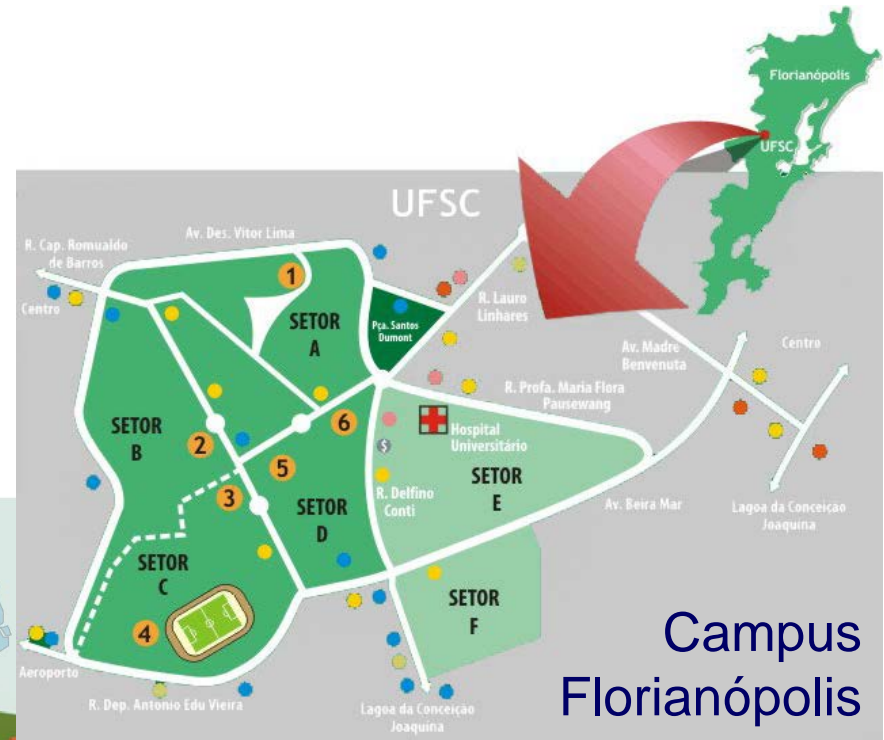 Florianópolis
UFSC
UFSC
Av. Des. Vitor Lima
R. Cap. Romualdo
de Barros
Centro
1
SETOR
A
Pça. Santos
Dumont
R. Lauro
Linhares
Av. Madre
Benvenuta
Centro
R. Profa. Maria Flora
Pausewang
SETOR
B
2
6
Hospital
Universitário
$
5
3
R. Delfino
Conti
SETOR
E
SETOR
D
Av. Beira Mar
Lagoa da Conceição
Joaquina
SETOR
C
4
SETOR
F
Aeroporto
R. Dep. Antônio Edu Vieira
Lagoa da Conceição
Joaquina
Campus
Florianópolis